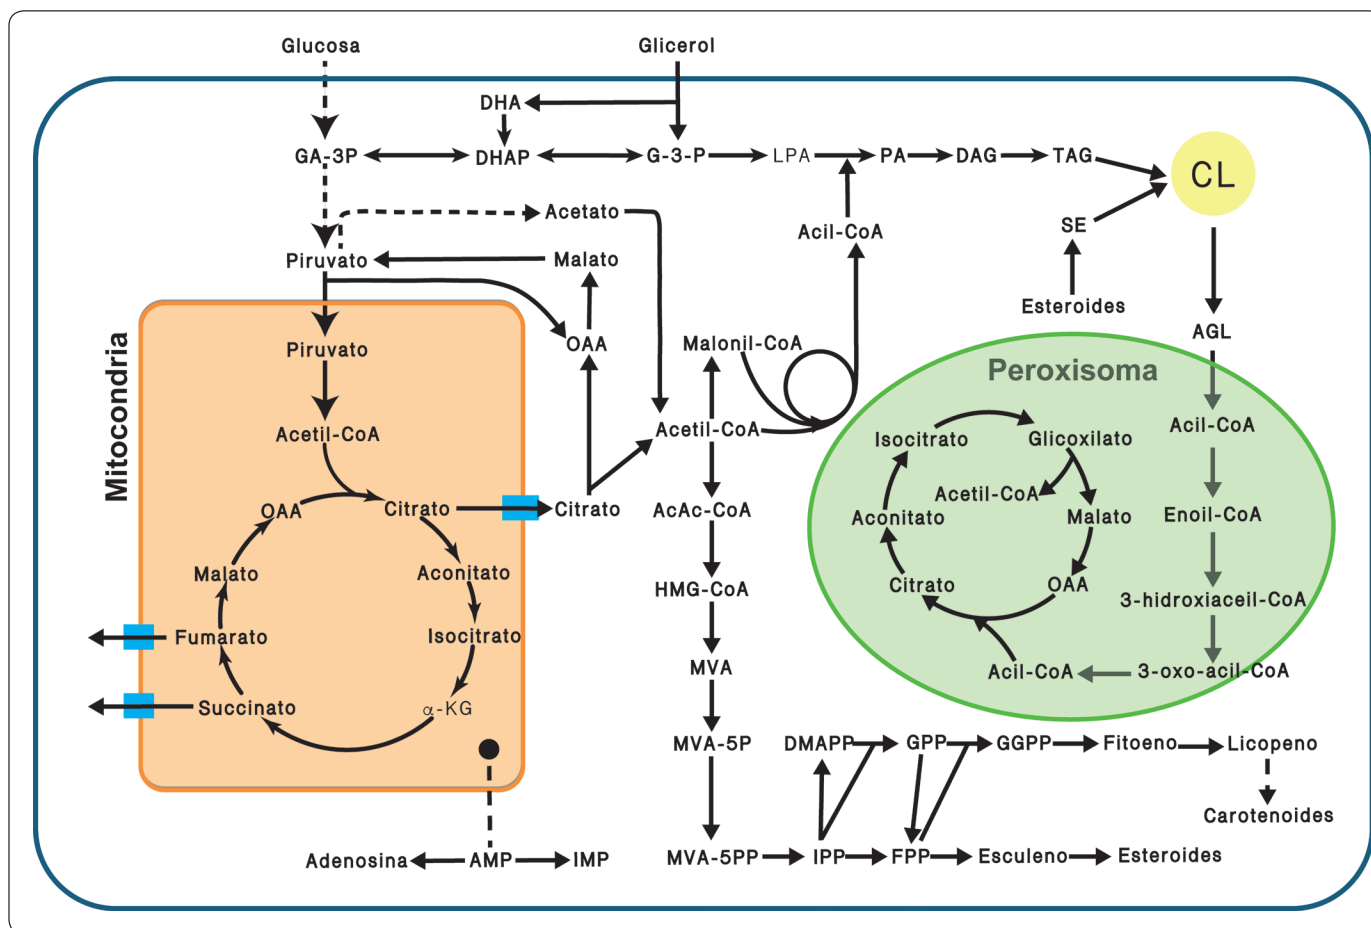 Glucosa
Glicerol
DHA
GA-3P
DHAP
G-3-P
LPA
PA
DAG
TAG
CL
Acetato
Acil-CoA
SE
Piruvato
Malato
Esteroides
Mitocondria
Piruvato
OAA
Malonil-CoA
AGL
Peroxisoma
Acetil-CoA
Acetil-CoA
Isocitrato
Glicoxilato
Acil-CoA
Acetil-CoA
OAA
Citrato
Citrato
AcAc-CoA
Aconitato
Malato
Enoil-CoA
Malato
Aconitato
HMG-CoA
Citrato
OAA
3-hidroxiaceil-CoA
Fumarato
Isocitrato
MVA
Acil-CoA
3-oxo-acil-CoA
Succinato
α-KG
MVA-5P
DMAPP
GPP
GGPP
Fitoeno
Licopeno
Carotenoides
Adenosina
AMP
IMP
MVA-5PP
IPP
FPP
Esculeno
Esteroides